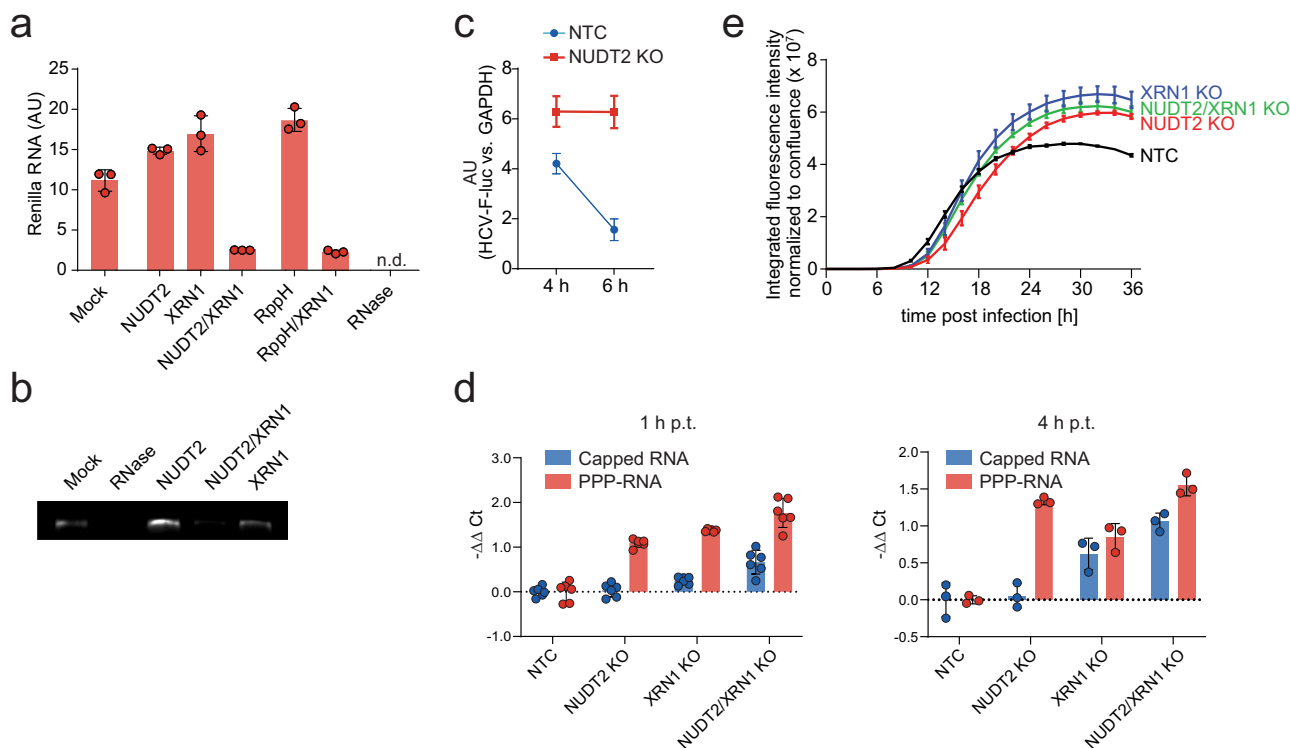 a
Renilla RNA (AU)
25
20
15
10
5
0
n.d.
Mock
NUDT2
XRN1
NUDT2/XRN1
RppH
RppH/XRN1
RNase
b
Mock
RNase
NUDT2
NUDT2/XRN1
XRN1
c
NTC
NUDT2 KO
AU
(HCV-F-luc vs. GAPDH)
8
6
4
2
0
4 h
6 h
d
1 h p.t.
Capped RNA
PPP-RNA
-ΔΔ Ct
3.0
2.0
1.0
0.0
-1.0
NTC
NUDT2 KO
XRN1 KO
NUDT2/XRN1 KO
4 h p.t.
Capped RNA
PPP-RNA
-ΔΔ Ct
2.0
1.5
1.0
0.5
0.0
-0.5
NTC
NUDT2 KO
XRN1 KO
NUDT2/XRN1 KO
e
Integrated fluorescence intensity
normalized to confluence (x 10⁷)
8
6
4
2
0
XRN1 KO
NUDT2/XRN1 KO
NUDT2 KO
NTC
0
6
12
18
24
30
36
time post infection [h]